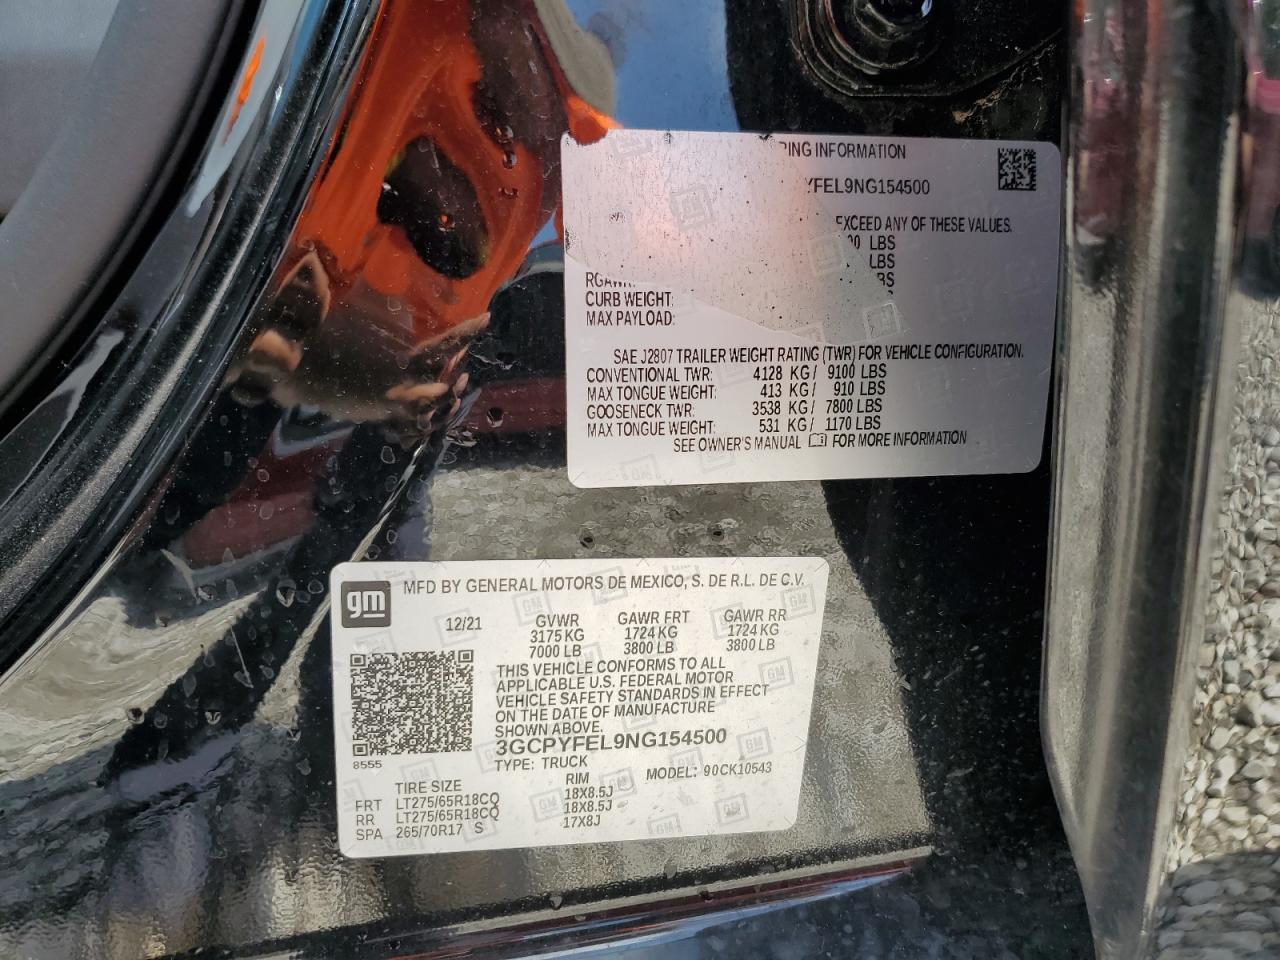 RING INFORMATION
YFEL9NG154500
EXCEED ANY OF THESE VALUES.
00 LBS
LBS
RGAWR: BS
CURB WEIGHT:
MAX PAYLOAD:
SAE J2807 TRAILER WEIGHT RATING (TWR) FOR VEHICLE CONFIGURATION.
CONVENTIONAL TWR: 4128 KG/ 9100 LBS
MAX TONGUE WEIGHT: 413 KG/ 910 LBS
GOOSENECK TWR: 3538 KG/ 7800 LBS
MAX TONGUE WEIGHT: 531 KG/ 1170 LBS
SEE OWNER'S MANUAL FOR MORE INFORMATION
gm
MFD BY GENERAL MOTORS DE MEXICO, S. DE R.L. DE C.V.
12/21 GVWR GAWR FRT GAWR RR
3175 KG 1724 KG 1724 KG
7000 LB 3800 LB 3800 LB
THIS VEHICLE CONFORMS TO ALL
APPLICABLE U.S. FEDERAL MOTOR
VEHICLE SAFETY STANDARDS IN EFFECT
ON THE DATE OF MANUFACTURE
SHOWN ABOVE.
3GCPYFEL9NG154500
8555
TYPE: TRUCK MODEL: 90CK10543
TIRE SIZE RIM
FRT LT275/65R18CQ 18X8.5J
RR LT275/65R18CQ 18X8.5J
SPA 265/70R17 S 17X8J